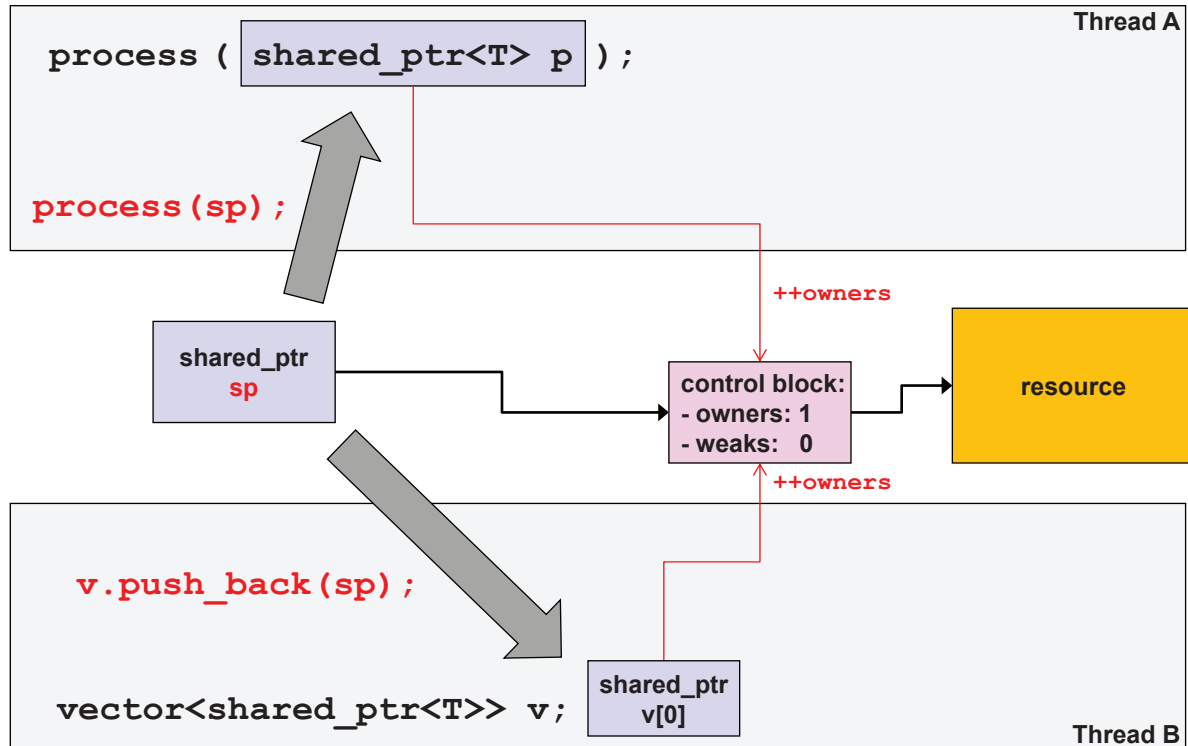 Thread A
process ( shared_ptr<T> p );
process(sp);
++owners
shared_ptr
sp
control block:
- owners: 1
- weaks: 0
resource
++owners
v.push_back(sp);
vector<shared_ptr<T>> v;
shared_ptr
v[0]
Thread B